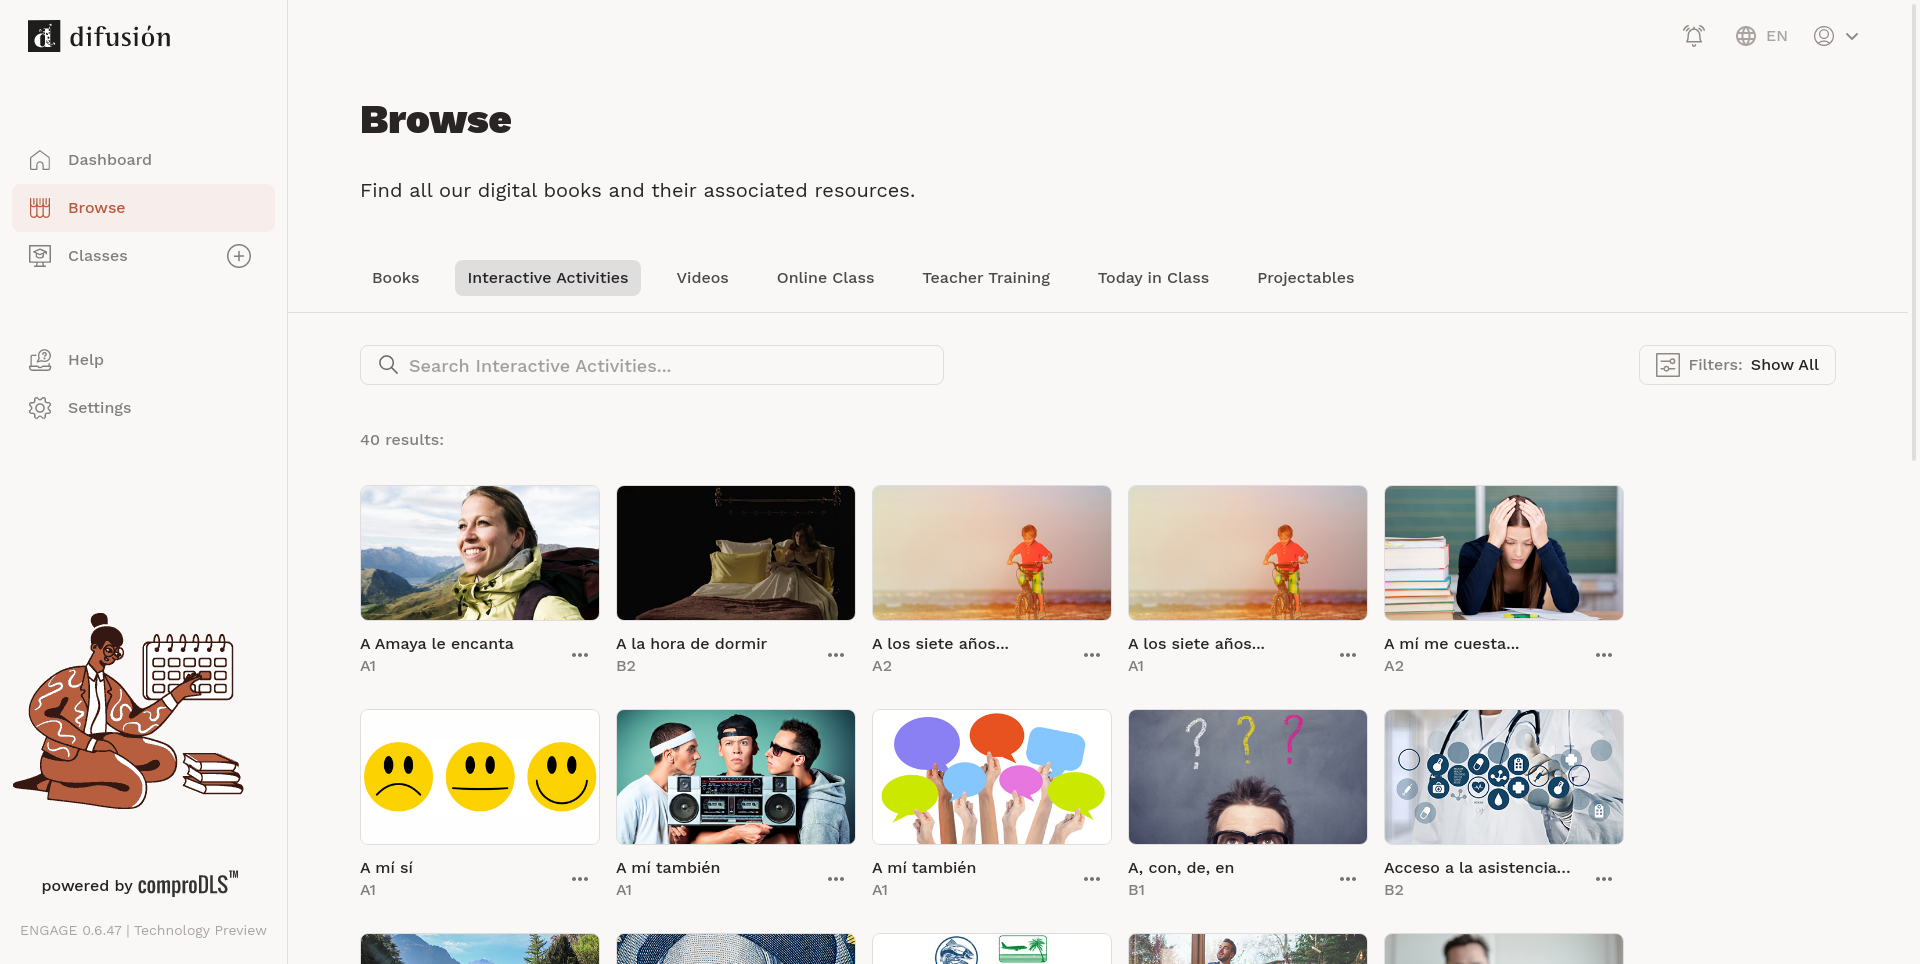 difusión
EN
Dashboard
Browse
Classes
Help
Settings
powered by comproDLS™
ENGAGE 0.6.47 | Technology Preview
Browse
Find all our digital books and their associated resources.
Books
Interactive Activities
Videos
Online Class
Teacher Training
Today in Class
Projectables
Search Interactive Activities...
Filters: Show All
40 results:
A Amaya le encanta
A1
A la hora de dormir
B2
A los siete años...
A2
A los siete años...
A1
A mí me cuesta...
A2
A mí sí
A1
A mí también
A1
A mí también
A1
? ? ?
A, con, de, en
B1
Acceso a la asistencia...
B2